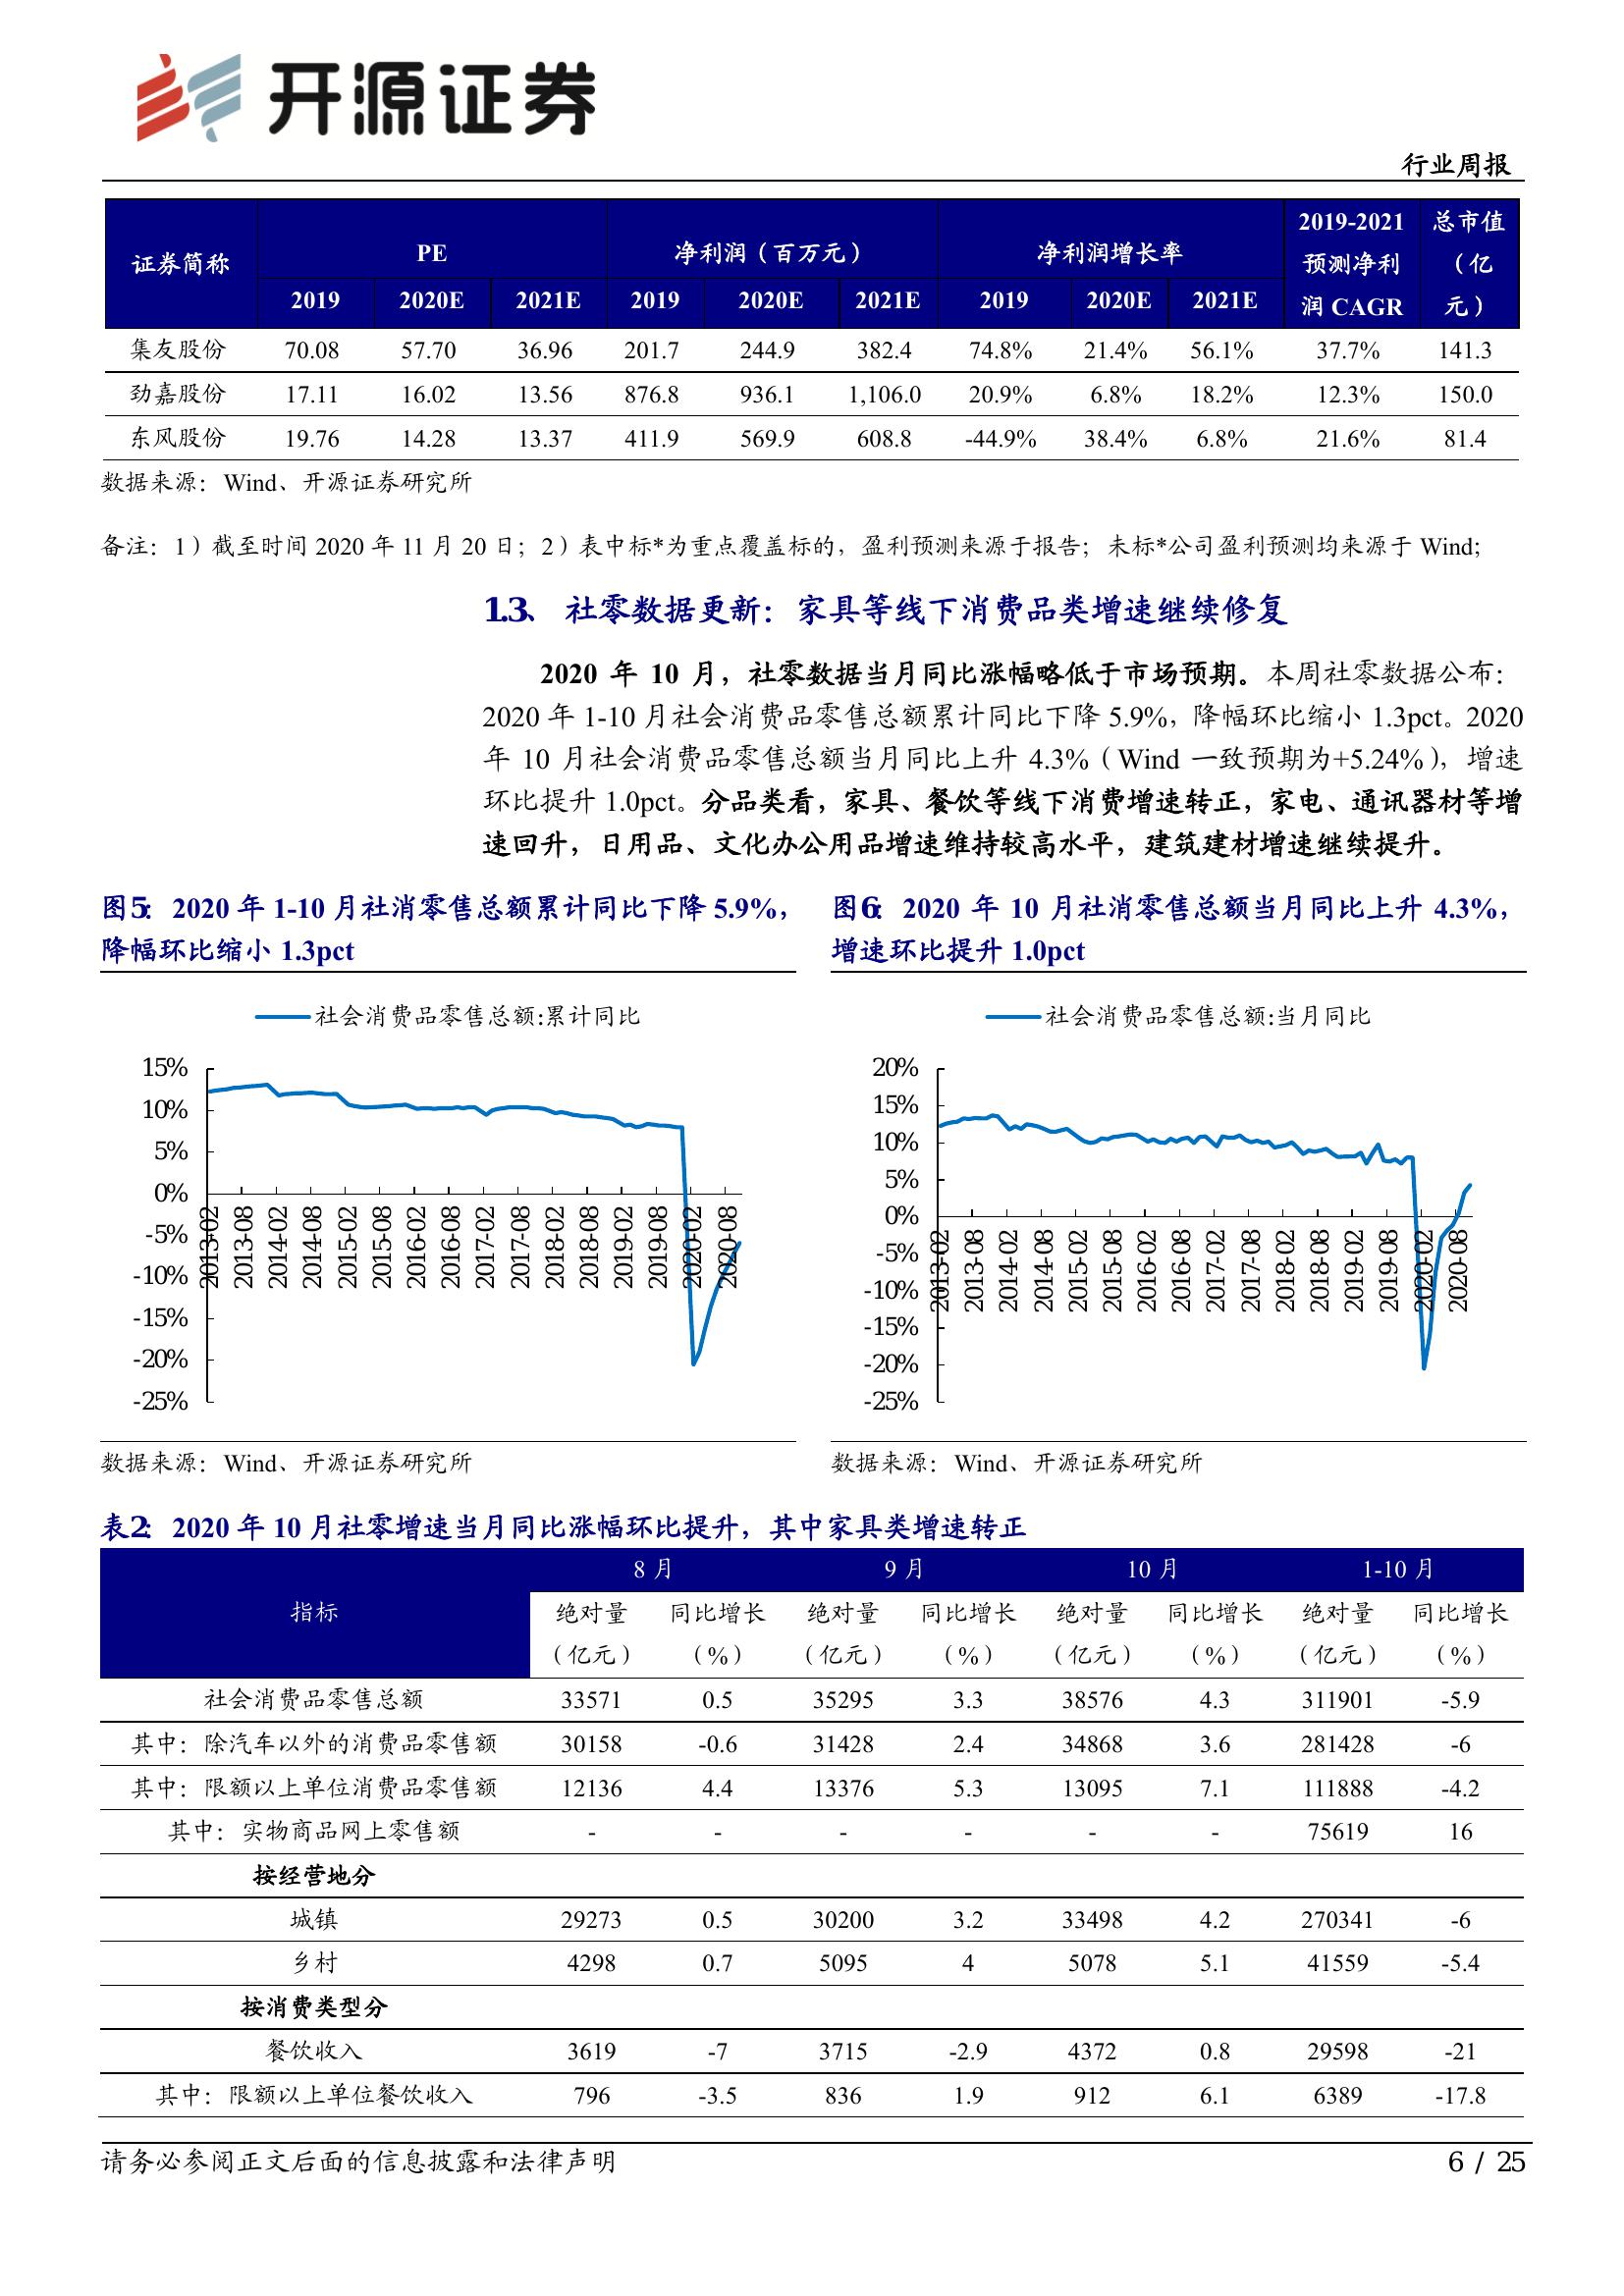 开源证券
行业周报
证券简称 PE 净利润（百万元） 净利润增长率 2019-2021 预测净利润 CAGR 总市值（亿元）
2019 2020E 2021E 2019 2020E 2021E 2019 2020E 2021E
集友股份 70.08 57.70 36.96 201.7 244.9 382.4 74.8% 21.4% 56.1% 37.7% 141.3
劲嘉股份 17.11 16.02 13.56 876.8 936.1 1,106.0 20.9% 6.8% 18.2% 12.3% 150.0
东风股份 19.76 14.28 13.37 411.9 569.9 608.8 -44.9% 38.4% 6.8% 21.6% 81.4
数据来源：Wind、开源证券研究所
备注：1）截至时间 2020 年 11 月 20 日；2）表中标*为重点覆盖标的，盈利预测来源于报告；未标*公司盈利预测均来源于 Wind；
1.3、 社零数据更新：家具等线下消费品类增速继续修复
2020 年 10 月，社零数据当月同比涨幅略低于市场预期。本周社零数据公布：
2020 年 1-10 月社会消费品零售总额累计同比下降 5.9%，降幅环比缩小 1.3pct。2020
年 10 月社会消费品零售总额当月同比上升 4.3%（Wind 一致预期为+5.24%），增速
环比提升 1.0pct。分品类看，家具、餐饮等线下消费增速转正，家电、通讯器材等增
速回升，日用品、文化办公用品增速维持较高水平，建筑建材增速继续提升。
图5：2020 年 1-10 月社消零售总额累计同比下降 5.9%，
降幅环比缩小 1.3pct
社会消费品零售总额:累计同比
15%
10%
5%
0%
-5%
-10%
-15%
-20%
-25%
2013-02 2013-08 2014-02 2014-08 2015-02 2015-08 2016-02 2016-08 2017-02 2017-08 2018-02 2018-08 2019-02 2019-08 2020-02 2020-08
数据来源：Wind、开源证券研究所
图6：2020 年 10 月社消零售总额当月同比上升 4.3%，
增速环比提升 1.0pct
社会消费品零售总额:当月同比
20%
15%
10%
5%
0%
-5%
-10%
-15%
-20%
-25%
2013-02 2013-08 2014-02 2014-08 2015-02 2015-08 2016-02 2016-08 2017-02 2017-08 2018-02 2018-08 2019-02 2019-08 2020-02 2020-08
数据来源：Wind、开源证券研究所
表2：2020 年 10 月社零增速当月同比涨幅环比提升，其中家具类增速转正
指标 8 月 9 月 10 月 1-10 月
绝对量 同比增长 绝对量 同比增长 绝对量 同比增长 绝对量 同比增长
（亿元） （%） （亿元） （%） （亿元） （%） （亿元） （%）
社会消费品零售总额 33571 0.5 35295 3.3 38576 4.3 311901 -5.9
其中：除汽车以外的消费品零售额 30158 -0.6 31428 2.4 34868 3.6 281428 -6
其中：限额以上单位消费品零售额 12136 4.4 13376 5.3 13095 7.1 111888 -4.2
其中：实物商品网上零售额 - - - - - - 75619 16
按经营地分
城镇 29273 0.5 30200 3.2 33498 4.2 270341 -6
乡村 4298 0.7 5095 4 5078 5.1 41559 -5.4
按消费类型分
餐饮收入 3619 -7 3715 -2.9 4372 0.8 29598 -21
其中：限额以上单位餐饮收入 796 -3.5 836 1.9 912 6.1 6389 -17.8
请务必参阅正文后面的信息披露和法律声明
6 / 25